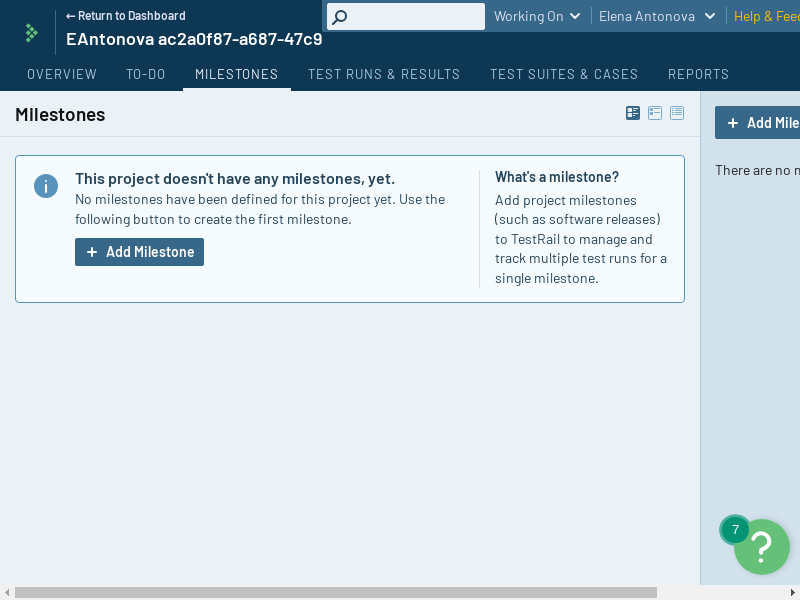 ← Return to Dashboard
EAntonova ac2a0f87-a687-47c9
Working On
Elena Antonova
Help & Fee
OVERVIEW TO-DO MILESTONES TEST RUNS & RESULTS TEST SUITES & CASES REPORTS
Milestones
+ Add Mile
This project doesn't have any milestones, yet.
No milestones have been defined for this project yet. Use the
following button to create the first milestone.
+ Add Milestone
What's a milestone?
Add project milestones
(such as software releases)
to TestRail to manage and
track multiple test runs for a
single milestone.
There are no
7